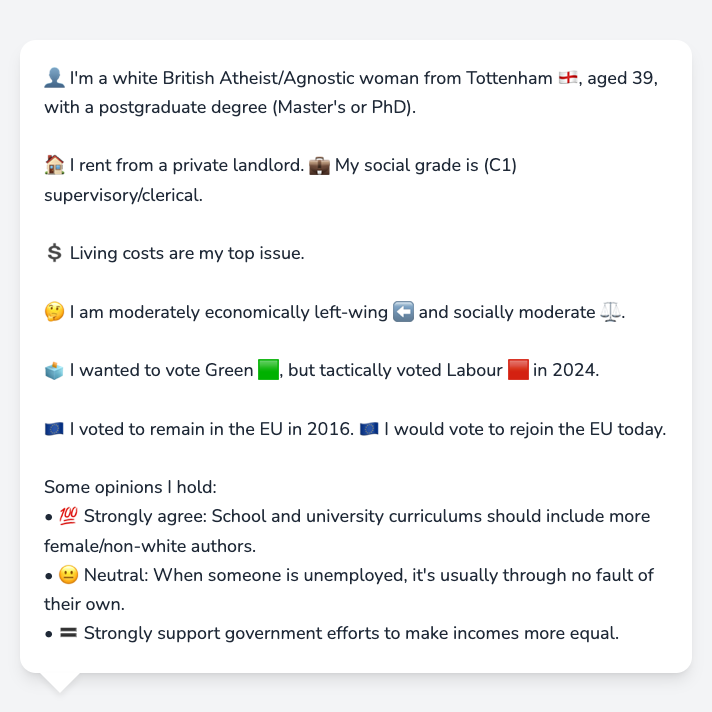 👤 I'm a white British Atheist/Agnostic woman from Tottenham 🏴󠁧󠁢󠁥󠁮󠁧󠁿, aged 39,
with a postgraduate degree (Master's or PhD).
🏠 I rent from a private landlord. 💼 My social grade is (C1)
supervisory/clerical.
💲 Living costs are my top issue.
🤔 I am moderately economically left-wing ⬅️ and socially moderate ⚖️.
🗳️ I wanted to vote Green 🟩, but tactically voted Labour 🟥 in 2024.
🇪🇺 I voted to remain in the EU in 2016. 🇪🇺 I would vote to rejoin the EU today.
Some opinions I hold:
• 💯 Strongly agree: School and university curriculums should include more
female/non-white authors.
• 😐 Neutral: When someone is unemployed, it's usually through no fault of
their own.
• 🟰 Strongly support government efforts to make incomes more equal.